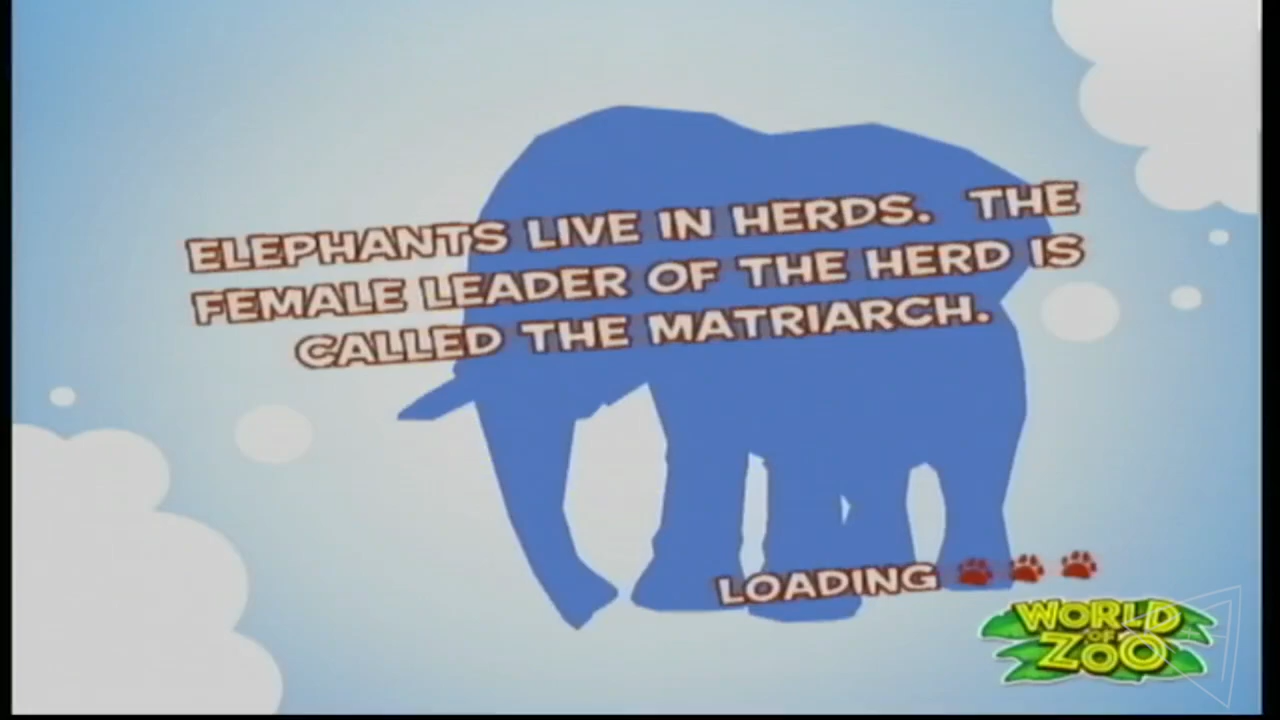 ELEPHANTS LIVE IN HERDS. THE
FEMALE LEADER OF THE HERD IS
CALLED THE MATRIARCH.
LOADING
WORLD
OF
ZOO